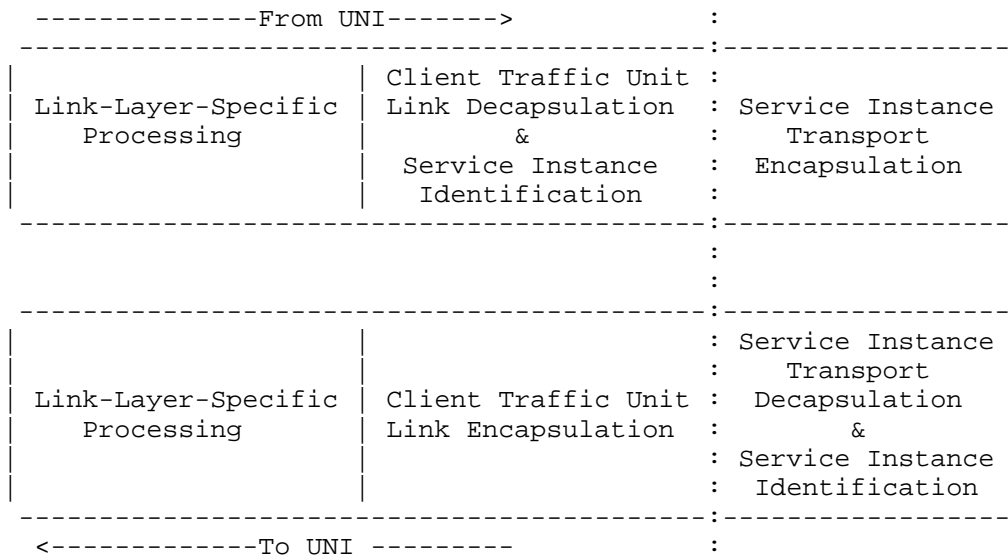 --------------From UNI------->             :
------------------------------------------:------------------
|                     | Client Traffic Unit :
| Link-Layer-Specific | Link Decapsulation  : Service Instance
|    Processing       |         &           :    Transport
|                     |  Service Instance   :  Encapsulation
|                     |   Identification    :
------------------------------------------:------------------
:
:
------------------------------------------:------------------
|                     |                     : Service Instance
|                     |                     :    Transport
| Link-Layer-Specific | Client Traffic Unit :  Decapsulation
|    Processing       | Link Encapsulation  :        &
|                     |                     : Service Instance
|                     |                     :  Identification
------------------------------------------:------------------
<-------------To UNI ---------             :